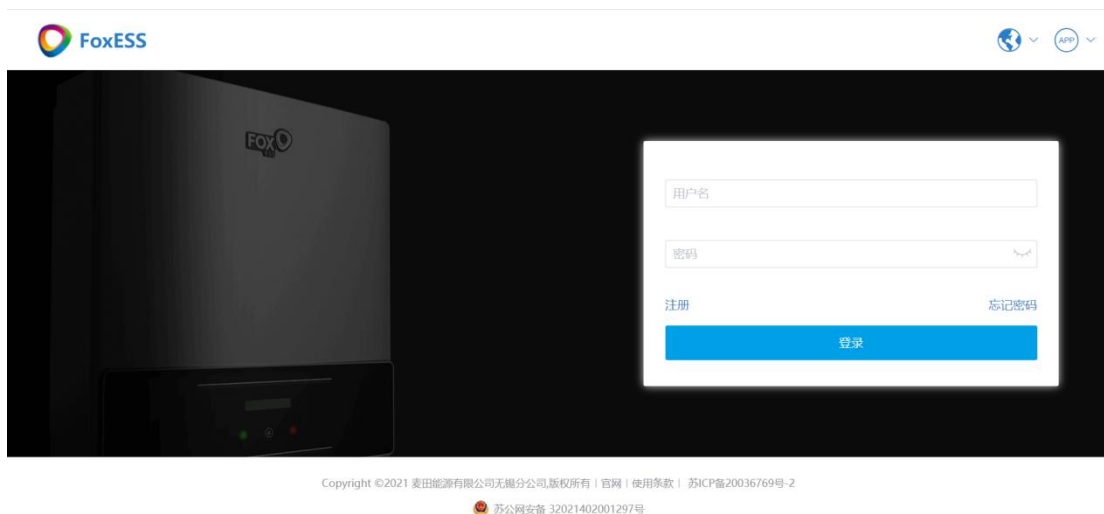 FoxESS
APP
FOX
用户名
密码
注册
忘记密码
登录
Copyright ©2021 麦田能源有限公司无锡分公司,版权所有 | 官网 | 使用条款 | 苏ICP备20036769号-2
苏公网安备 32021402001297号